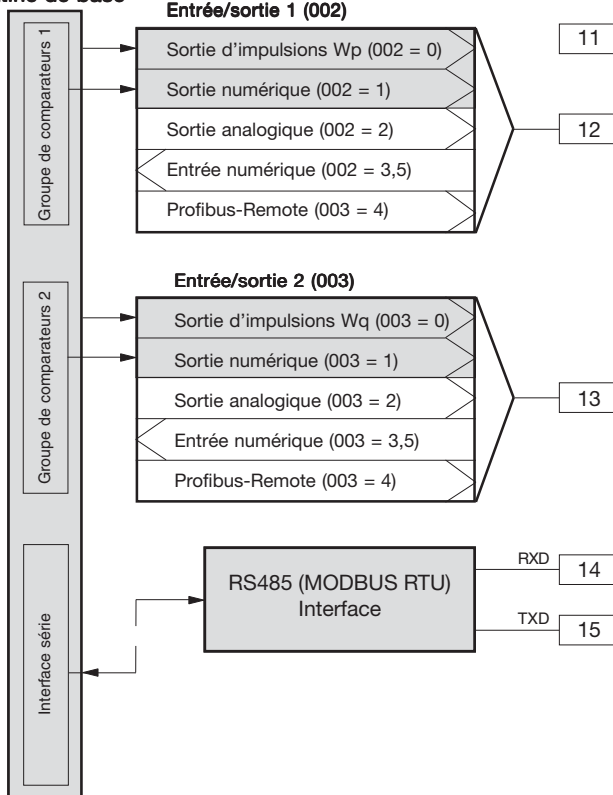 de base
Groupe de comparateurs 1
Entrée/sortie 1 (002)
Sortie d’impulsions Wp (002 = 0)
Sortie numérique (002 = 1)
Sortie analogique (002 = 2)
Entrée numérique (002 = 3,5)
Profibus-Remote (003 = 4)
11
12
Groupe de comparateurs 2
Entrée/sortie 2 (003)
Sortie d’impulsions Wq (003 = 0)
Sortie numérique (003 = 1)
Sortie analogique (003 = 2)
Entrée numérique (003 = 3,5)
Profibus-Remote (003 = 4)
13
Interface série
RS485 (MODBUS RTU)
Interface
RXD
14
TXD
15